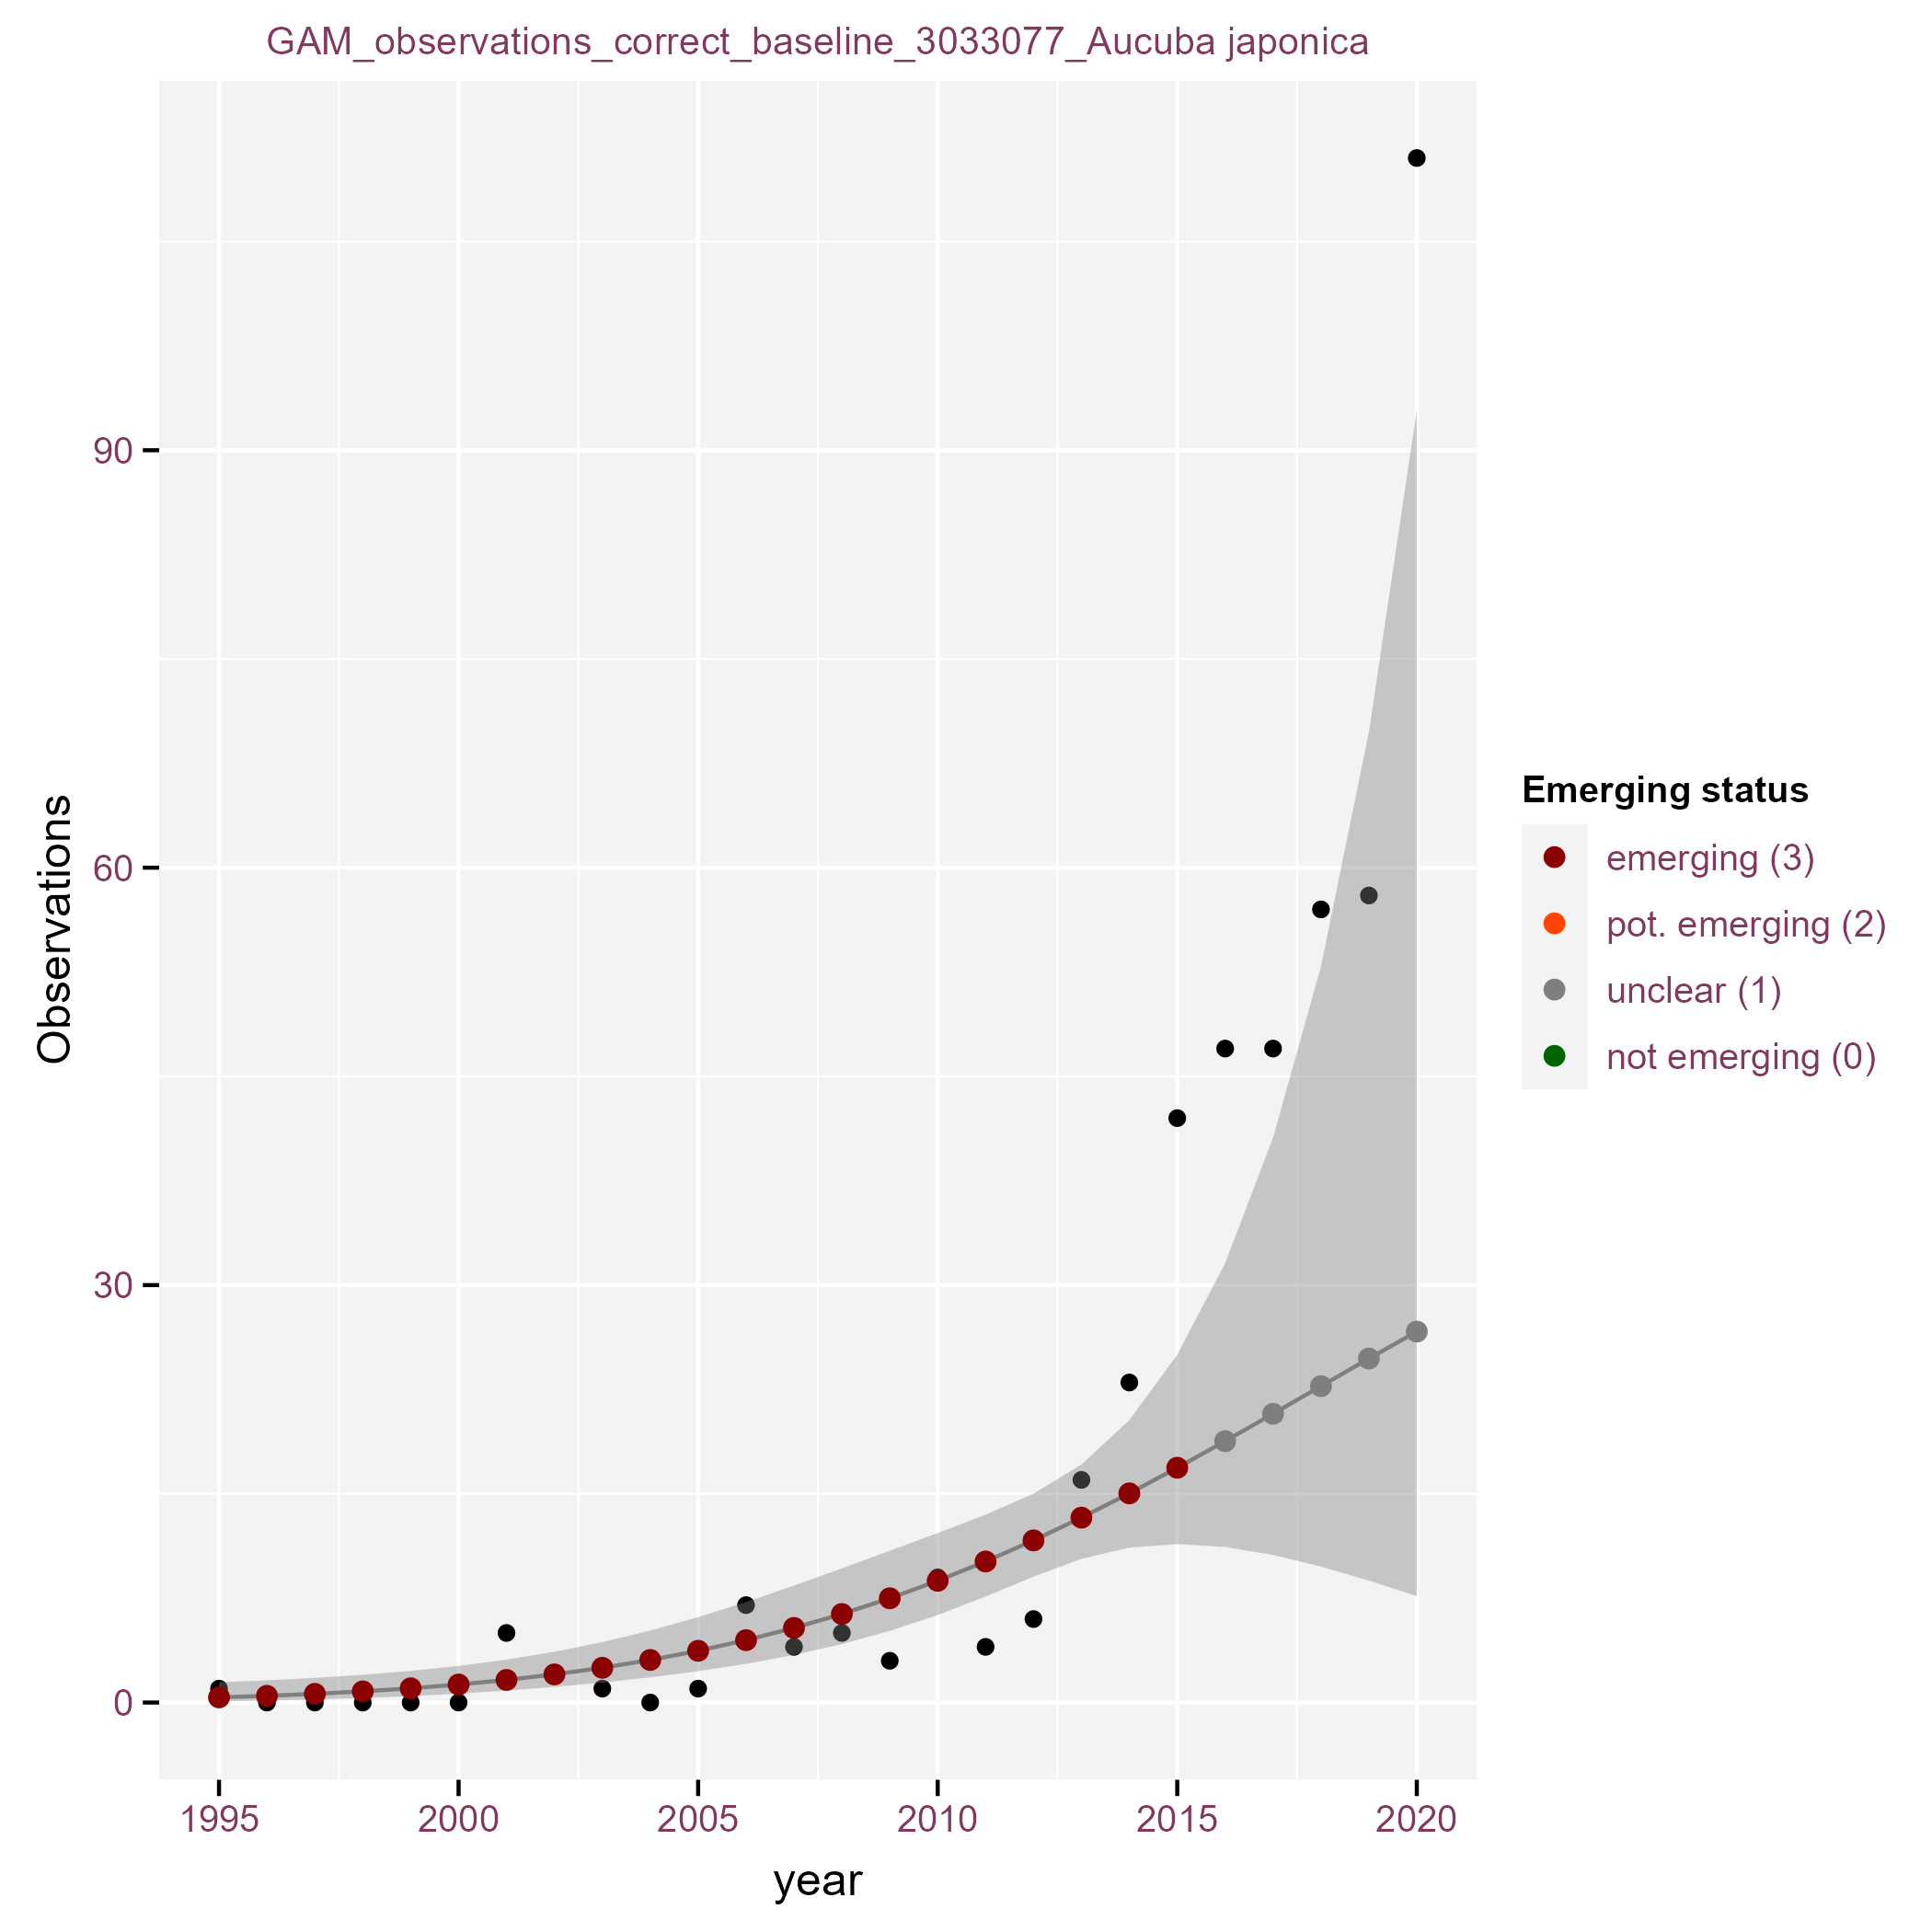 GAM_observations_correct_baseline_3033077_Aucuba japonica
Observations
90
60
30
0
1995 2000 2005 2010 2015 2020
year
Emerging status
emerging (3)
pot. emerging (2)
unclear (1)
not emerging (0)